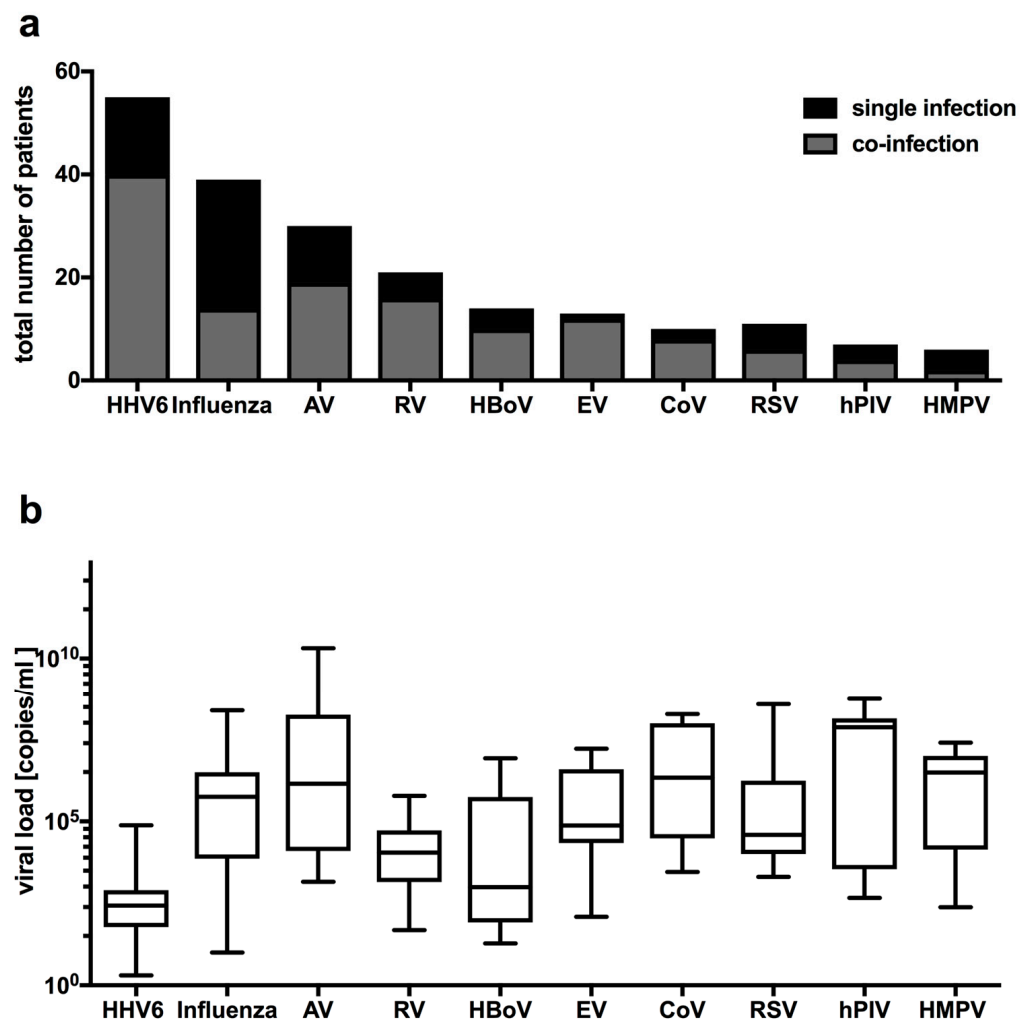 a
total number of patients
60
40
20
0
single infection
co-infection
HHV6 Influenza AV RV HBoV EV CoV RSV hPIV HMPV
b
viral load [copies/ml]
10¹⁰
10⁵
10⁰
HHV6 Influenza AV RV HBoV EV CoV RSV hPIV HMPV